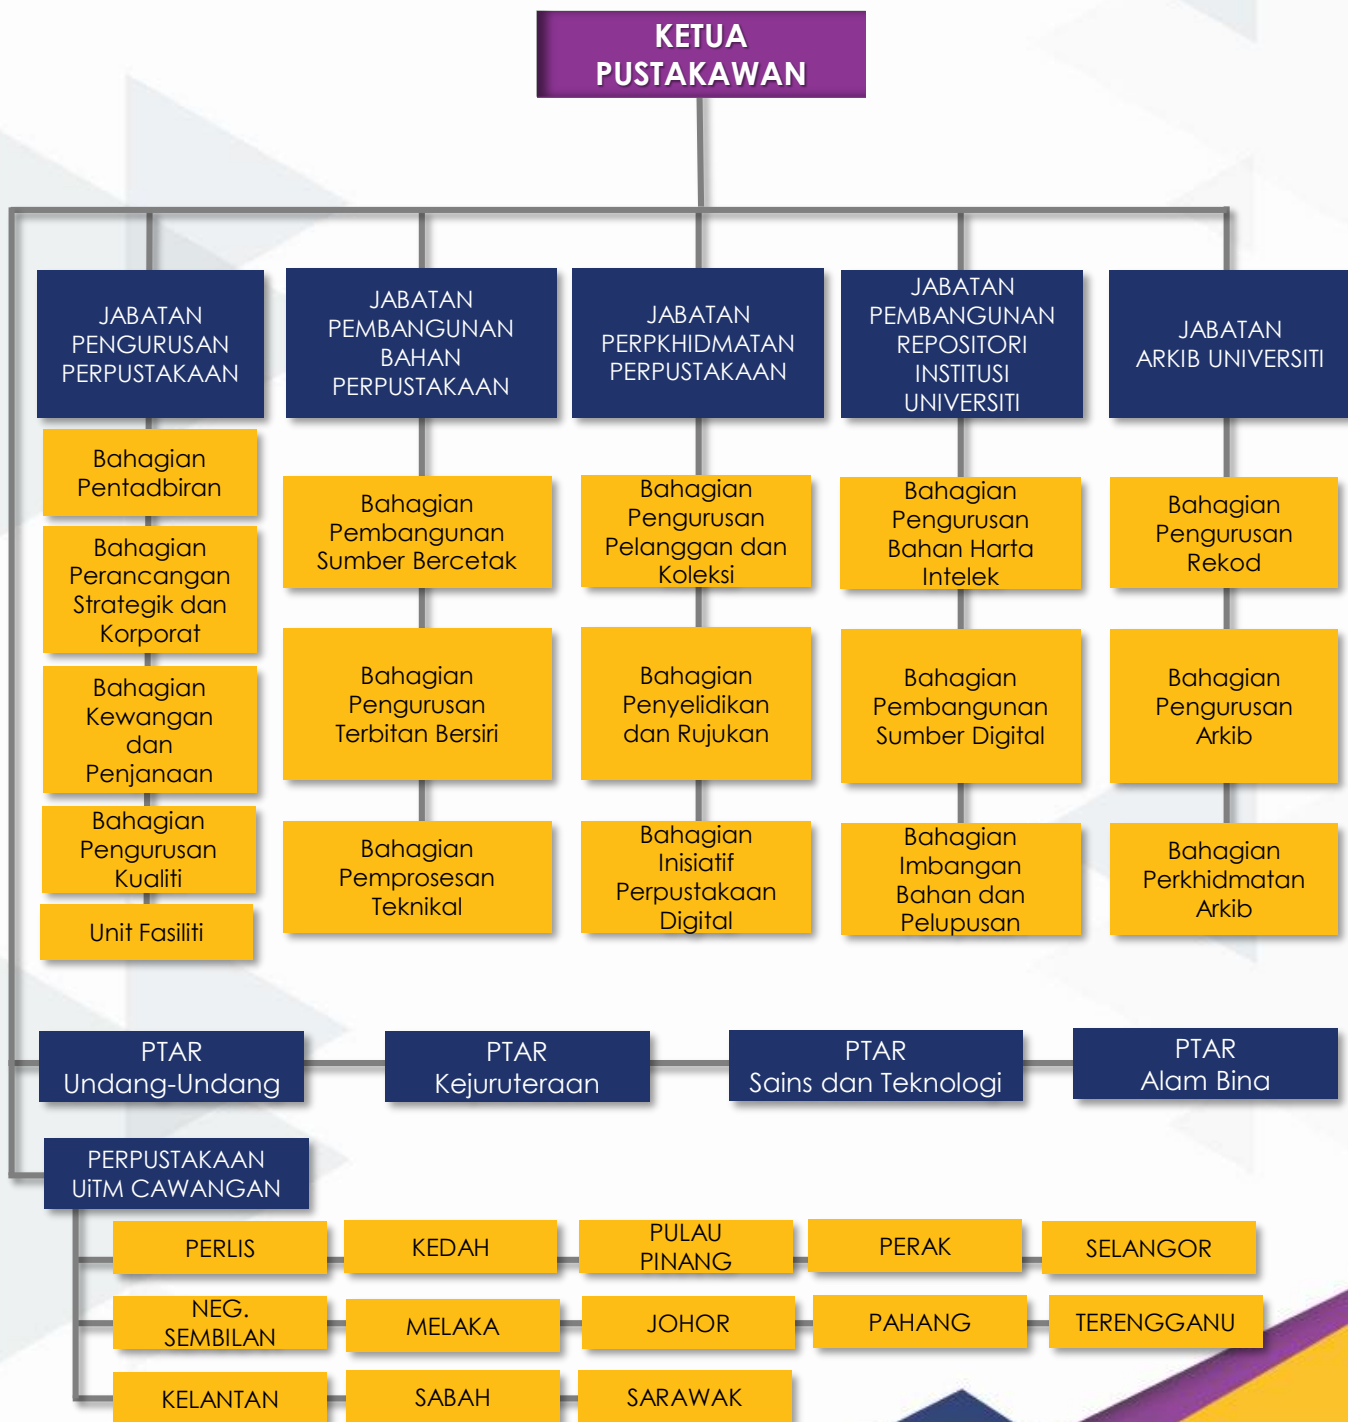 KETUA
PUSTAKAWAN
JABATAN
PENGURUSAN
PERPUSTAKAAN
JABATAN
PEMBANGUNAN
BAHAN
PERPUSTAKAAN
JABATAN
PERPKHIDMATAN
PERPUSTAKAAN
JABATAN
PEMBANGUNAN
REPOSITORI
INSTITUSI
UNIVERSITI
JABATAN
ARKIB UNIVERSITI
Bahagian
Pentadbiran
Bahagian
Perancangan
Strategik dan
Korporat
Bahagian
Kewangan
dan
Penjanaan
Bahagian
Pengurusan
Kualiti
Unit Fasiliti
Bahagian
Pembangunan
Sumber Bercetak
Bahagian
Pengurusan
Terbitan Bersiri
Bahagian
Pemprosesan
Teknikal
Bahagian
Pengurusan
Pelanggan dan
Koleksi
Bahagian
Penyelidikan
dan Rujukan
Bahagian
Inisiatif
Perpustakaan
Digital
Bahagian
Pengurusan
Bahan Harta
Intelek
Bahagian
Pembangunan
Sumber Digital
Bahagian
Imbangan
Bahan dan
Pelupusan
Bahagian
Pengurusan
Rekod
Bahagian
Pengurusan
Arkib
Bahagian
Perkhidmatan
Arkib
PTAR
Undang-Undang
PTAR
Kejuruteraan
PTAR
Sains dan Teknologi
PTAR
Alam Bina
PERPUSTAKAAN
UiTM CAWANGAN
PERLIS
KEDAH
PULAU
PINANG
PERAK
SELANGOR
NEG.
SEMBILAN
MELAKA
JOHOR
PAHANG
TERENGGANU
KELANTAN
SABAH
SARAWAK